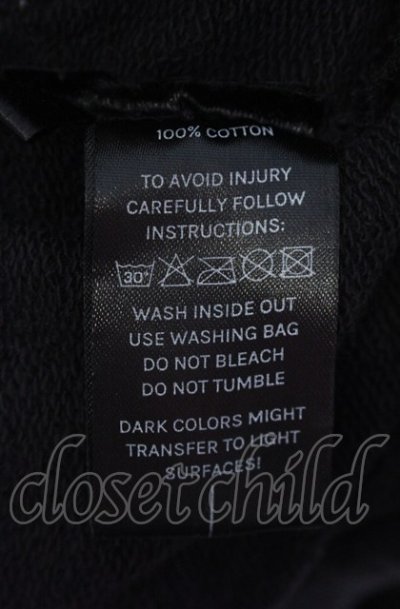 100% COTTON
TO AVOID INJURY
CAREFULLY FOLLOW
INSTRUCTIONS:
30°
WASH INSIDE OUT
USE WASHING BAG
DO NOT BLEACH
DO NOT TUMBLE
DARK COLORS MIGHT
TRANSFER TO LIGHT
SURFACES!
closet child